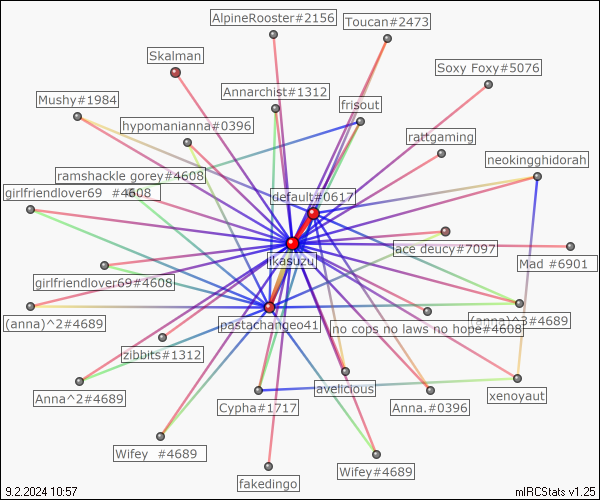 AlpineRooster#2156
Toucan#2473
Skalman
Soxy Foxy#5076
Annarchist#1312
Mushy#1984
frisout
hypomanianna#0396
rattgaming
neokingghidorah
ramshackle gorey#4608
girlfriendlover69 #4608
default#0617
ace deucy#7097
ikasuzu
Mad #6901
girlfriendlover69#4608
(anna)^2#4689
(anna)^3#4689
pastachangeo41
no cops no laws no hope#4608
zibbits#1312
avelicious
xenoyaut
Anna^2#4689
Cypha#1717
Anna.#0396
Wifey #4689
Wifey#4689
fakedingo
9.2.2024 10:57
mIRCStats v1.25